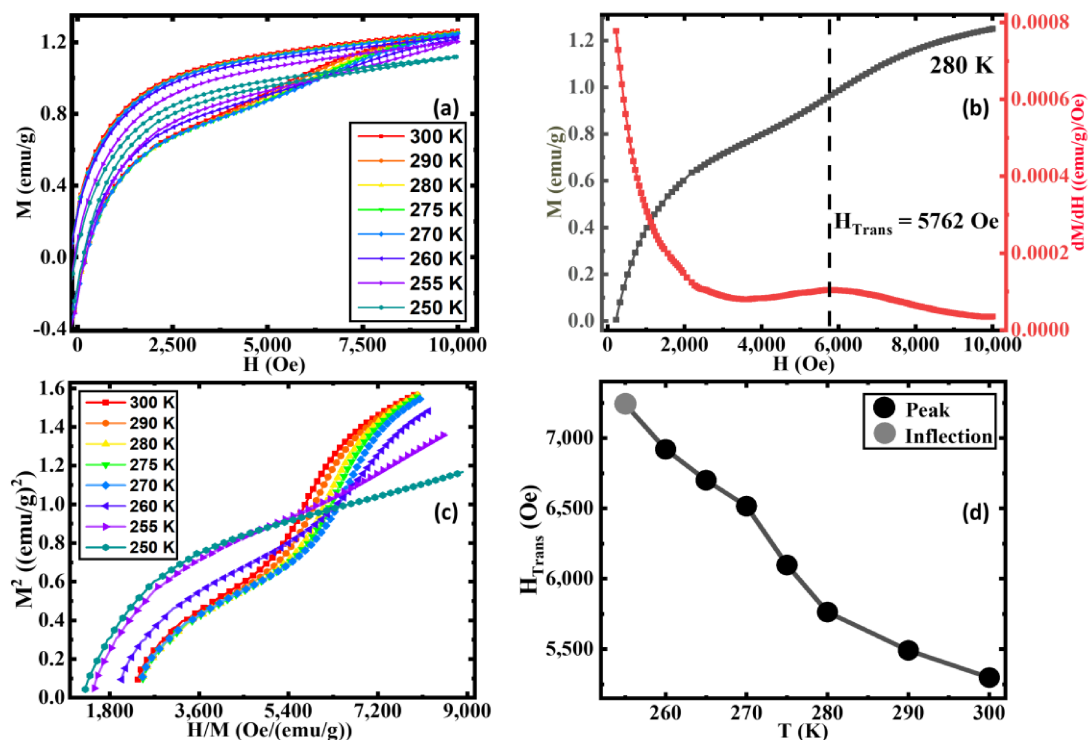 1.2
0.8
0.4
0.0
-0.4
M (emu/g)
0
2,500
5,000
7,500
10,000
H (Oe)
(a)
300 K
290 K
280 K
275 K
270 K
260 K
255 K
250 K
1.2
1.0
0.8
0.6
0.4
0.2
0.0
M (emu/g)
0
2,000
4,000
6,000
8,000
10,000
H (Oe)
280 K
(b)
H_Trans = 5762 Oe
0.0008
0.0006
0.0004
0.0002
0.0000
dM/dH ((emu/g)/Oe)
1.6
1.4
1.2
1.0
0.8
0.6
0.4
0.2
0.0
M² (((emu/g)²)
300 K
290 K
280 K
275 K
270 K
260 K
255 K
250 K
(c)
1,800
3,600
5,400
7,200
9,000
H/M (Oe/(emu/g))
7,000
6,500
6,000
5,500
H_Trans (Oe)
Peak
Inflection
(d)
260
270
280
290
300
T (K)